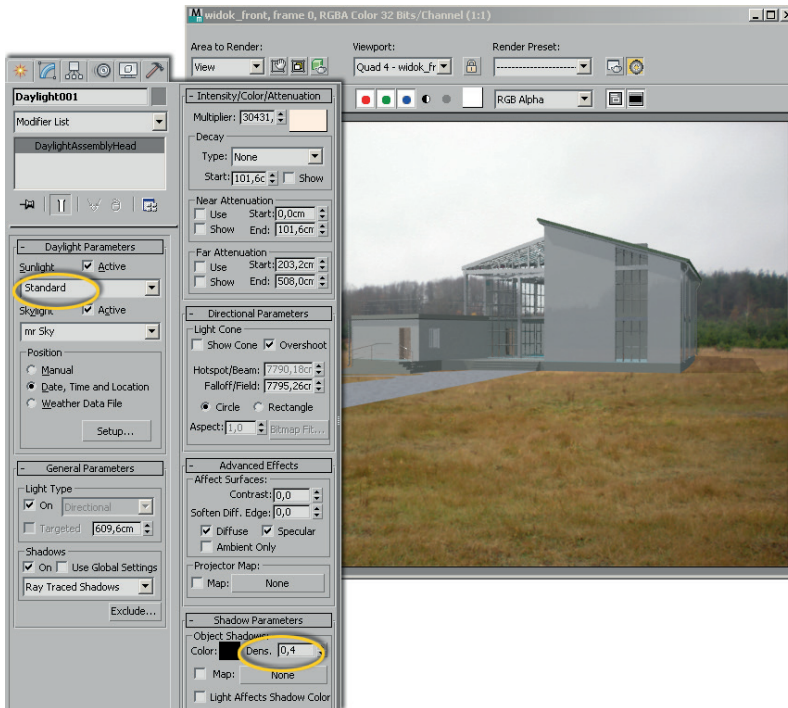 widok_front, frame 0, RGBA Color 32 Bits/Channel (1:1)
Area to Render:
View
Viewport:
Quad 4 - widok_fr
Render Preset:
--------------------
RGB Alpha
Daylight001
Modifier List
DaylightAssemblyHead
- Daylight Parameters
Sunlight Active
Standard
Skylight Active
mr Sky
Position
Manual
Date, Time and Location
Weather Data File
Setup...
- General Parameters
Light Type
On Directional
Targeted 609,6cm
Shadows
On Use Global Settings
Ray Traced Shadows
Exclude...
- Intensity/Color/Attenuation
Multiplier: 30431,
Decay
Type: None
Start: 101,6c Show
Near Attenuation
Use Start: 0,0cm
Show End: 101,6cm
Far Attenuation
Use Start: 203,2cm
Show End: 508,0cm
- Directional Parameters
Light Cone
Show Cone Overshoot
Hotspot/Beam: 7790,18cm
Falloff/Field: 7795,26cm
Circle Rectangle
Aspect: 1,0 Bitmap Fit...
- Advanced Effects
Affect Surfaces:
Contrast: 0,0
Soften Diff. Edge: 0,0
Diffuse Specular
Ambient Only
Projector Map:
Map: None
- Shadow Parameters
Object Shadows:
Color: Dens. 0,4
Map: None
Light Affects Shadow Color